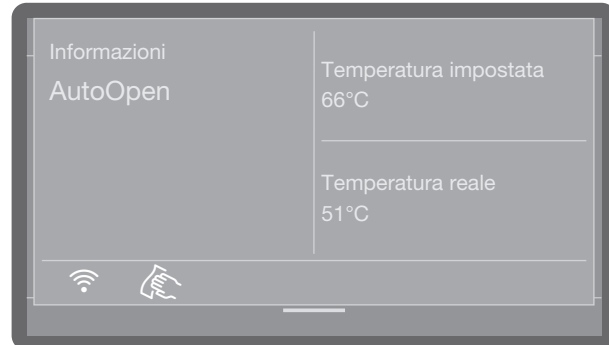 Informazioni
AutoOpen
Temperatura impostata
66°C
Temperatura reale
51°C